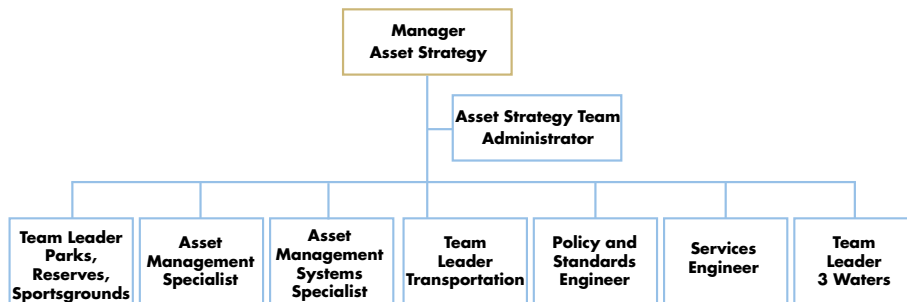 Manager
Asset Strategy
Asset Strategy Team
Administrator
Team Leader
Parks,
Reserves,
Sportsgrounds
Asset
Management
Specialist
Asset
Management
Systems
Specialist
Team
Leader
Transportation
Policy and
Standards
Engineer
Services
Engineer
Team
Leader
3 Waters